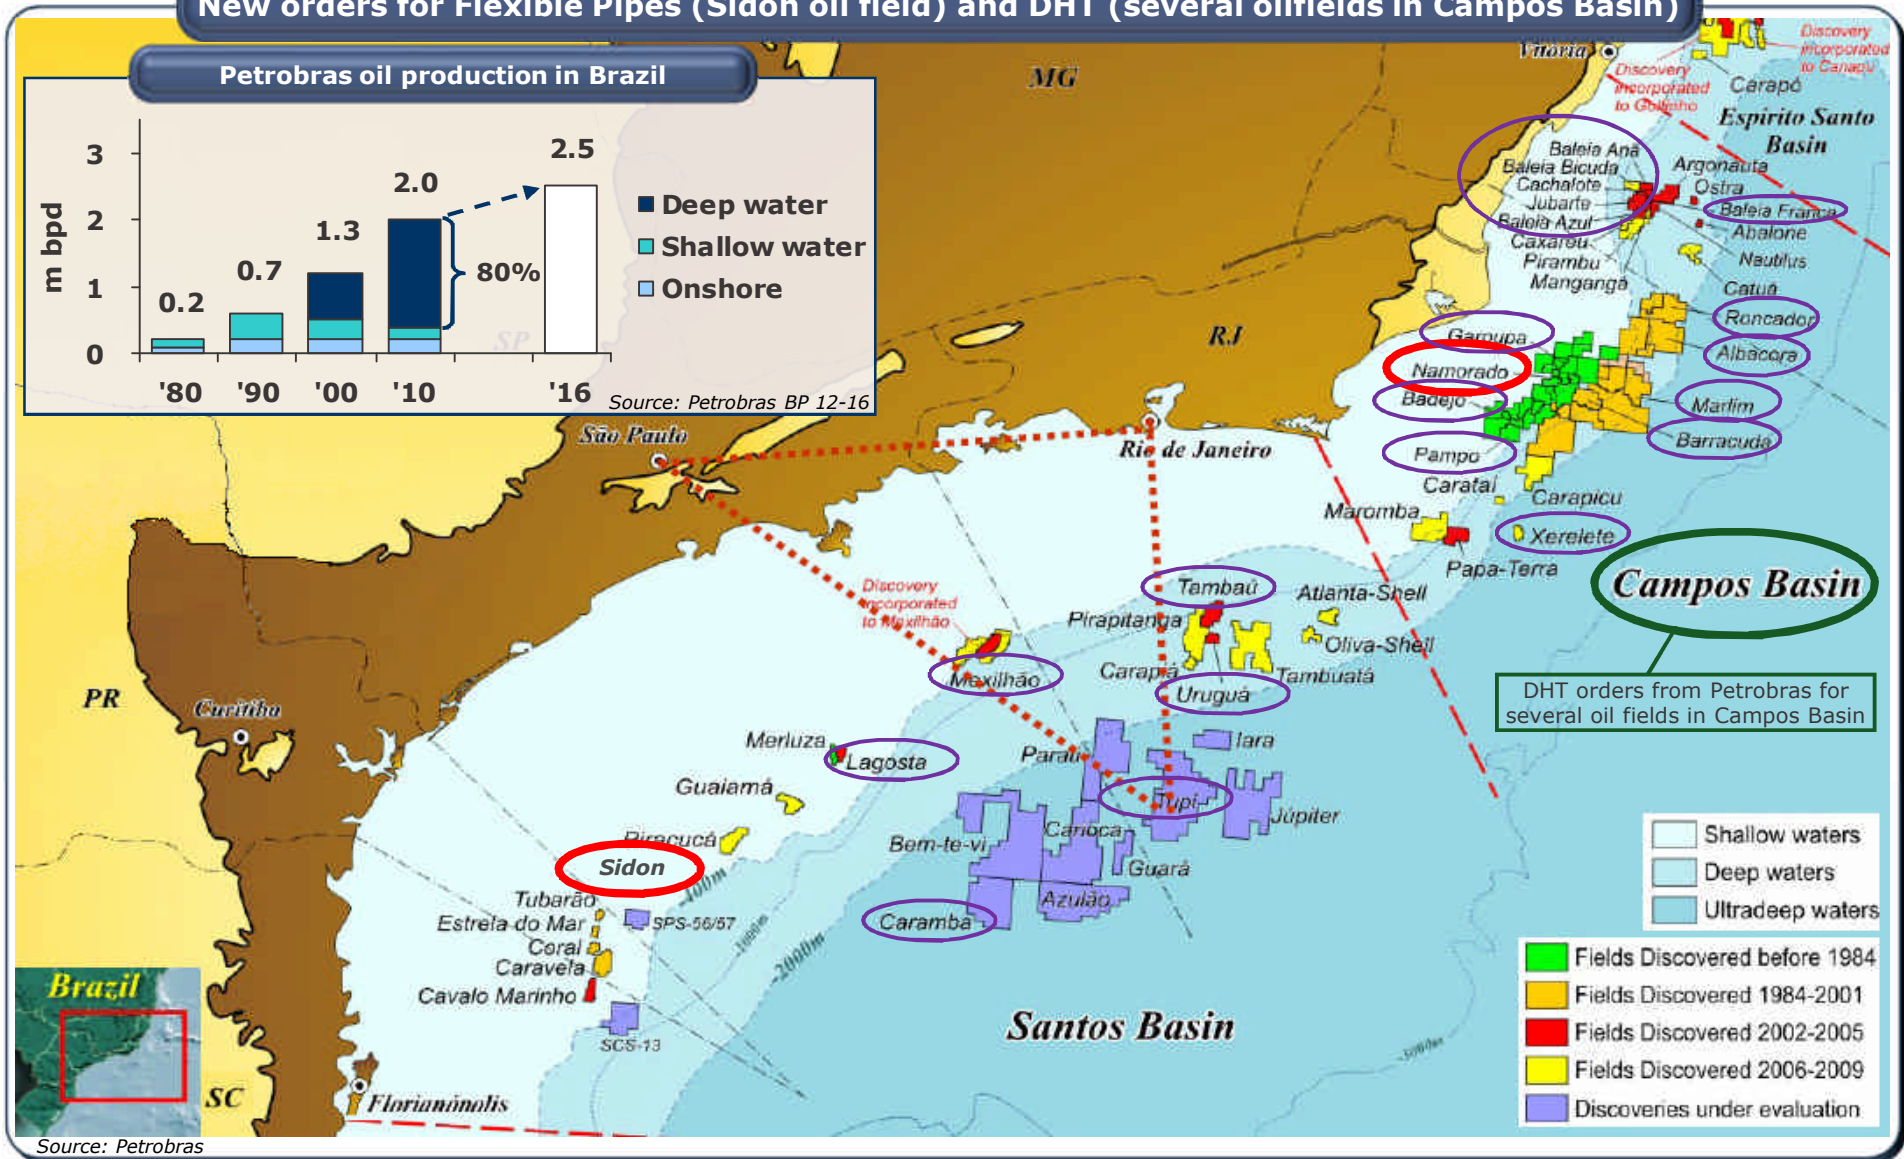 New orders for Flexible Pipes (Sidon oil field) and DHT (several oilfields in Campos Basin)
Petrobras oil production in Brazil
m bpd
3
2
1
0
0.2
0.7
1.3
2.0
2.5
80%
Deep water
Shallow water
Onshore
'80
'90
'00
'10
'16
Source: Petrobras BP 12-16
SP
MG
RJ
PR
SC
Vitória
Discovery
incorporated
to Canapu
Discovery
incorporated
to Golfinho
Carapó
Espírito Santo
Basin
Baleia Anã
Baleia Bicuda
Cachalote
Jubarte
Baleia Azul
Caxaréu
Pirambu
Mangangá
Argonauta
Ostra
Baleia Franca
Abalone
Nautilus
Catuá
Roncador
Albacora
Marlim
Barracuda
Garoupa
Namorado
Badejo
Pampo
Carataí
Carapicu
Maromba
Xerelete
Papa-Terra
Campos Basin
DHT orders from Petrobras for
several oil fields in Campos Basin
São Paulo
Rio de Janeiro
Curitiba
Florianópolis
Discovery
incorporated
to Mexilhão
Mexilhão
Tambaú
Pirapitanga
Carapiá
Uruguá
Tambuatá
Atlanta-Shell
Oliva-Shell
Merluza
Lagosta
Guaiamá
Piracucá
Sidon
Tubarão
Estrela do Mar
Coral
Caravela
Cavalo Marinho
SPS-56/57
SCS-13
Parati
Iara
Tupi
Júpiter
Carioca
Bem-te-vi
Guará
Azulão
Caramba
-400m
-1000m
-2000m
-3000m
Santos Basin
Shallow waters
Deep waters
Ultradeep waters
Fields Discovered before 1984
Fields Discovered 1984-2001
Fields Discovered 2002-2005
Fields Discovered 2006-2009
Discoveries under evaluation
Brazil
Source: Petrobras